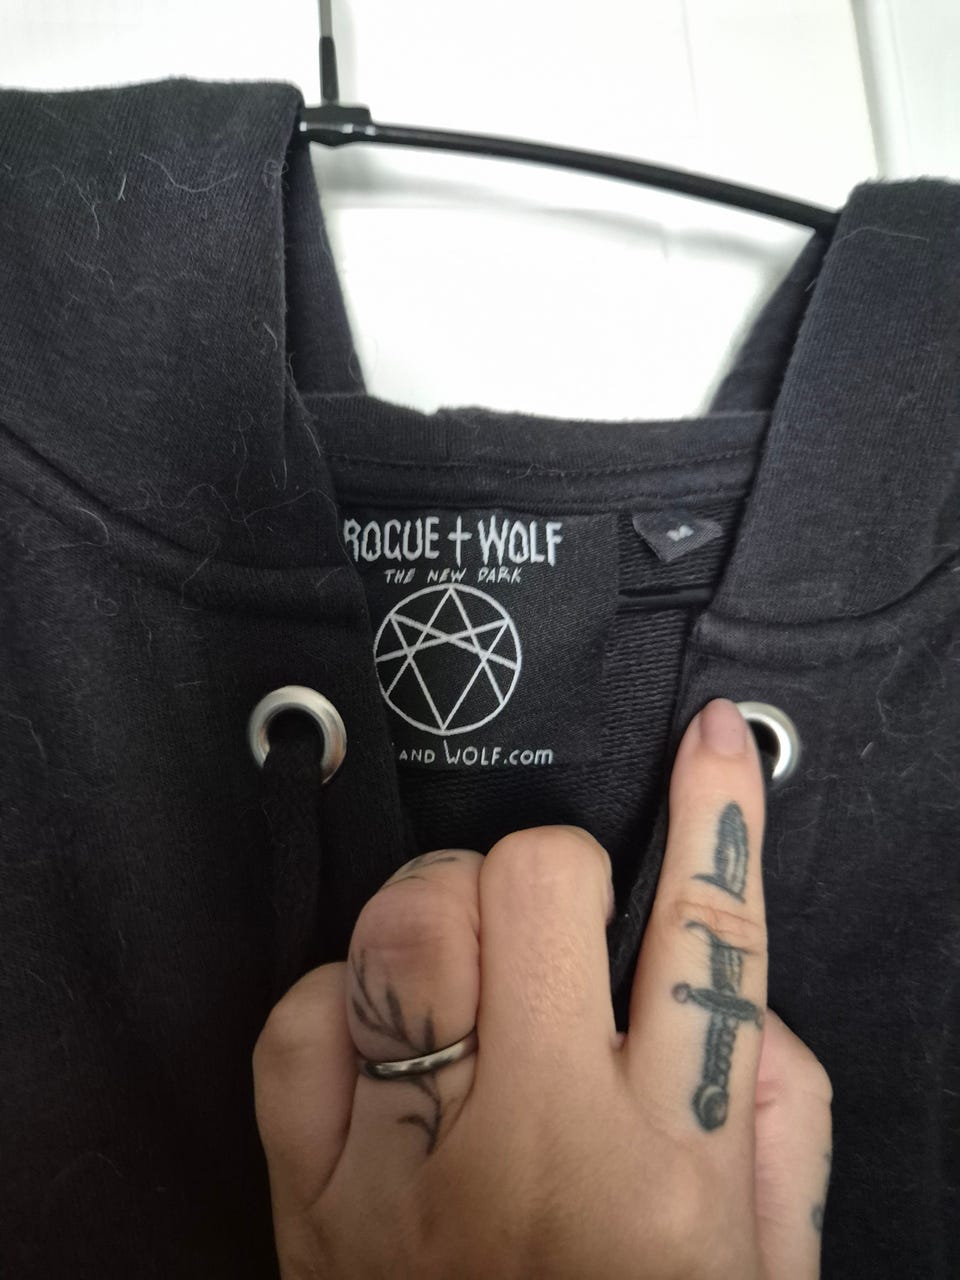 ROGUE + WOLF
THE NEW DARK
AND WOLF.com
M